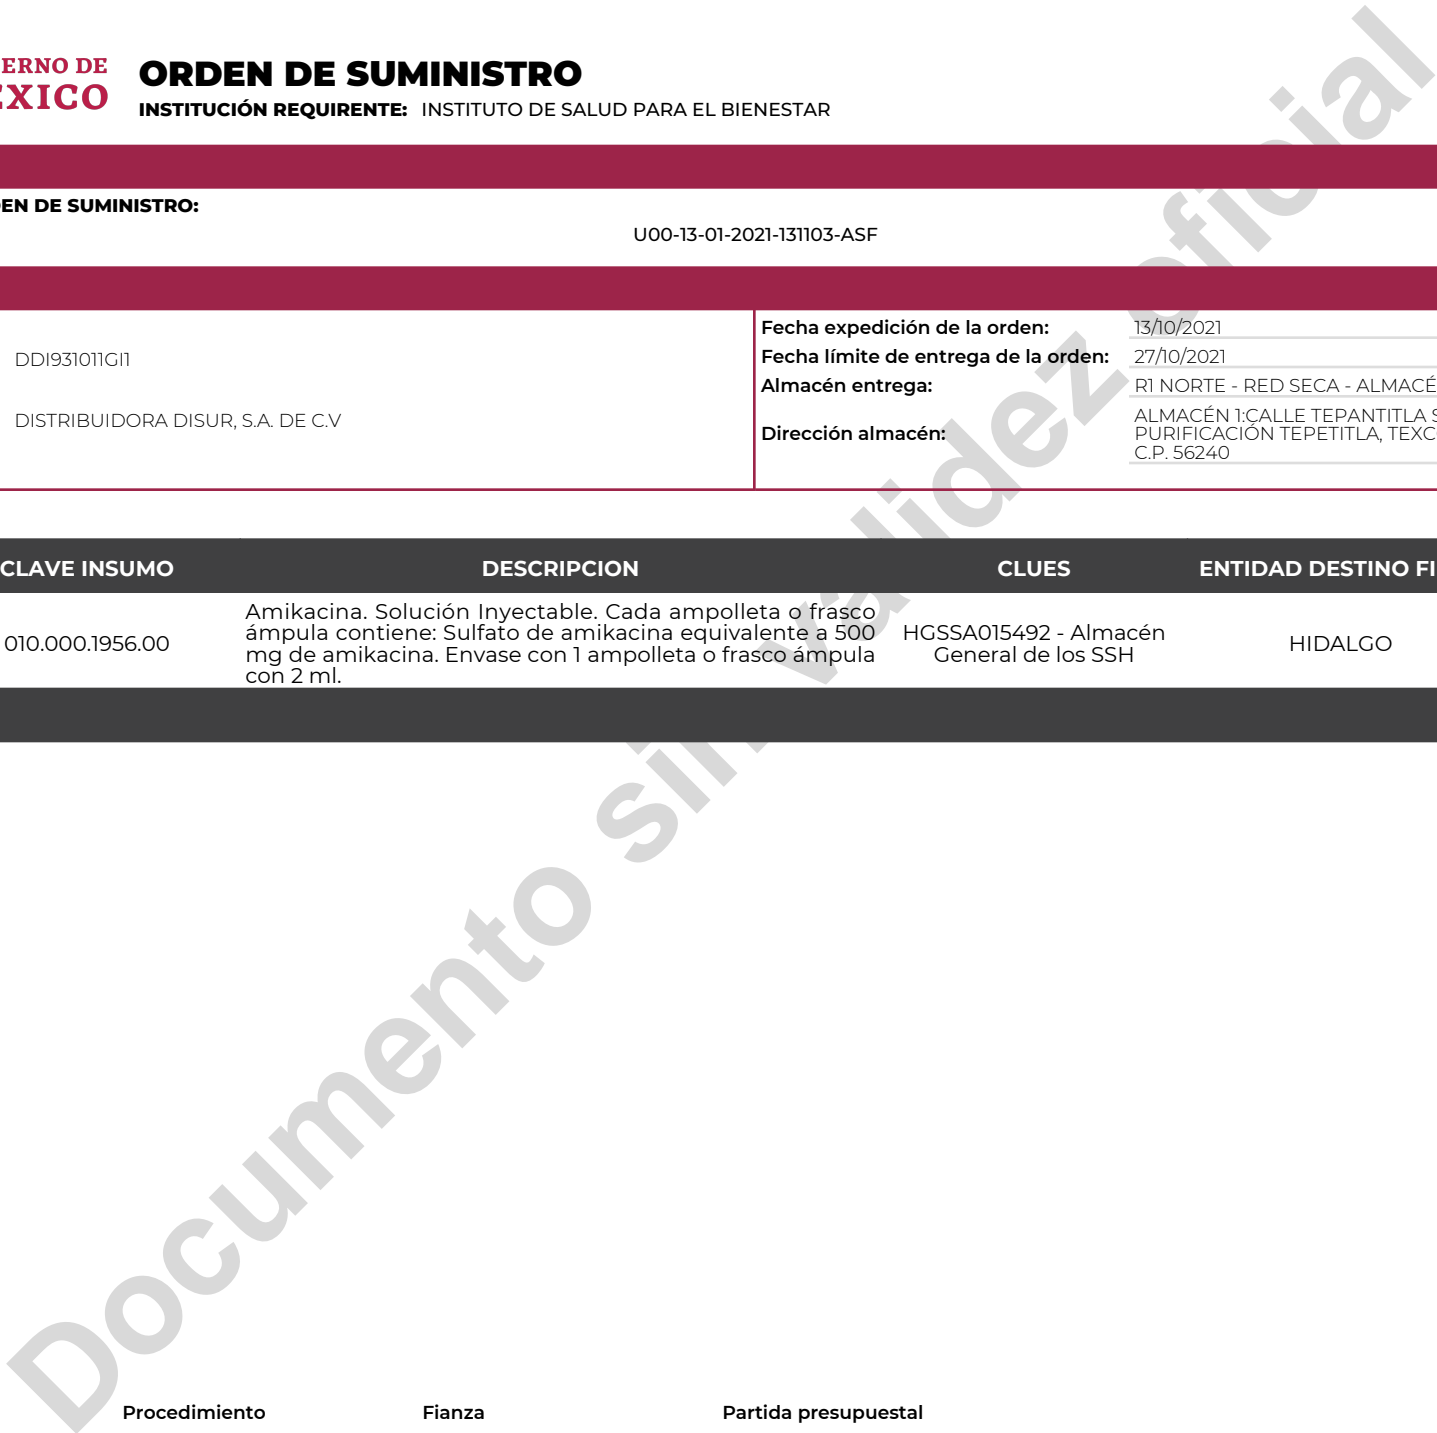 ERNO DE
EXICO
ORDEN DE SUMINISTRO
INSTITUCIÓN REQUIRENTE: INSTITUTO DE SALUD PARA EL BIENESTAR
EN DE SUMINISTRO:
U00-13-01-2021-131103-ASF
DDI931011GI1
DISTRIBUIDORA DISUR, S.A. DE C.V
Fecha expedición de la orden: 13/10/2021
Fecha límite de entrega de la orden: 27/10/2021
Almacén entrega: R1 NORTE - RED SECA - ALMACÉ
Dirección almacén:
ALMACÉN 1:CALLE TEPANTITLA S
PURIFICACIÓN TEPETITLA, TEXC
C.P. 56240
CLAVE INSUMO DESCRIPCION CLUES ENTIDAD DESTINO FI
010.000.1956.00
Amikacina. Solución Inyectable. Cada ampolleta o frasco
ámpula contiene: Sulfato de amikacina equivalente a 500
mg de amikacina. Envase con 1 ampolleta o frasco ámpula
con 2 ml.
HGSSA015492 - Almacén
General de los SSH
HIDALGO
Documento sin validez oficial
Procedimiento Fianza Partida presupuestal